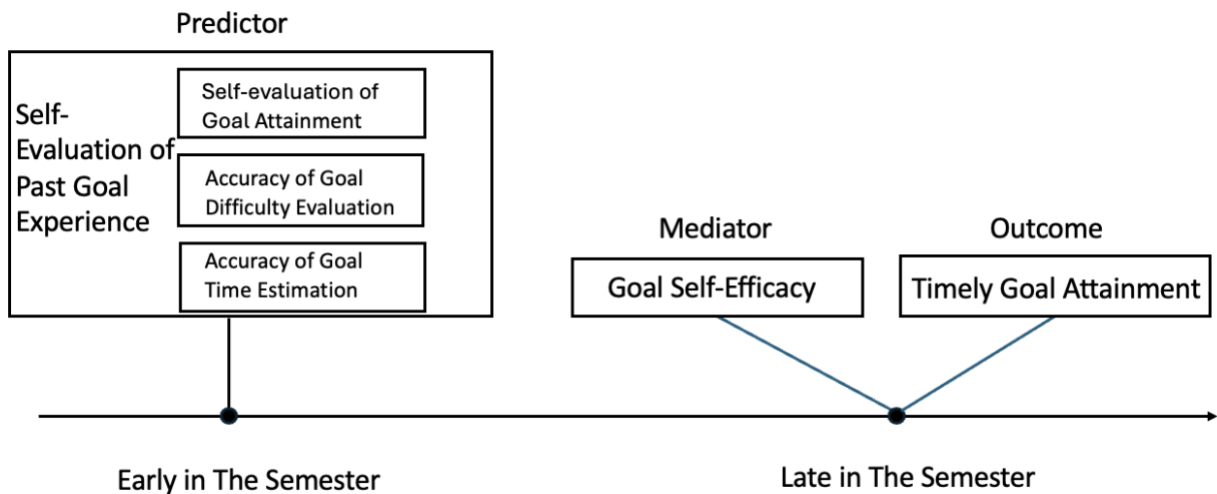 Predictor
Self-
Evaluation of
Past Goal
Experience
Self-evaluation of
Goal Attainment
Accuracy of Goal
Difficulty Evaluation
Accuracy of Goal
Time Estimation
Mediator
Goal Self-Efficacy
Outcome
Timely Goal Attainment
Early in The Semester
Late in The Semester